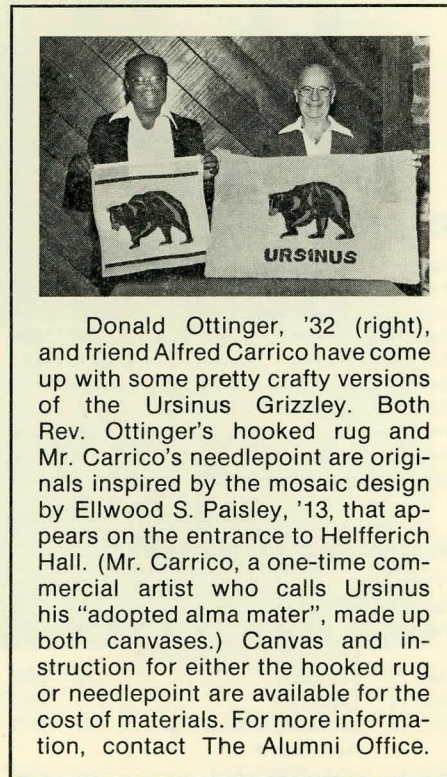 URSINUS
Donald Ottinger, '32 (right),
and friend Alfred Carrico have come
up with some pretty crafty versions
of the Ursinus Grizzley. Both
Rev. Ottinger's hooked rug and
Mr. Carrico's needlepoint are origi-
nals inspired by the mosaic design
by Ellwood S. Paisley, '13, that ap-
pears on the entrance to Helfferich
Hall. (Mr. Carrico, a one-time com-
mercial artist who calls Ursinus
his "adopted alma mater", made up
both canvases.) Canvas and in-
struction for either the hooked rug
or needlepoint are available for the
cost of materials. For more informa-
tion, contact The Alumni Office.